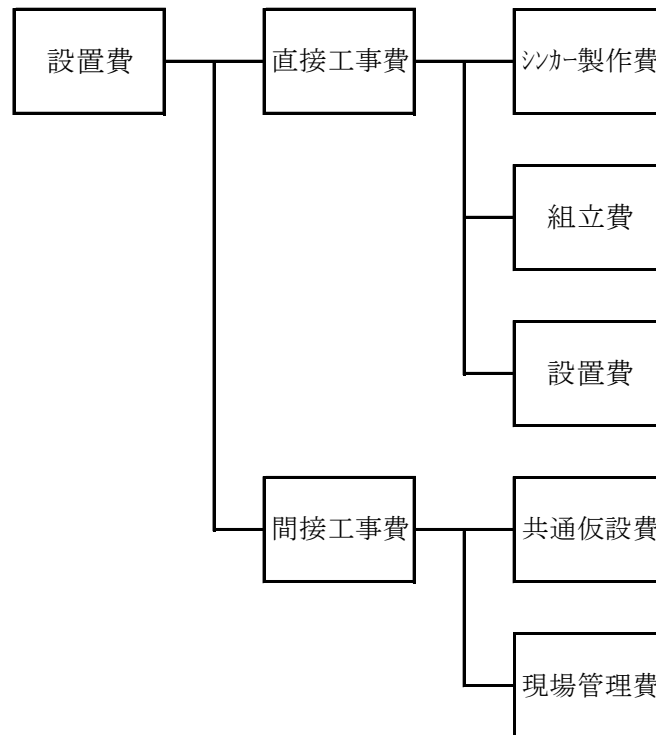 設置費
直接工事費
ｼﾝｶｰ製作費
組立費
設置費
間接工事費
共通仮設費
現場管理費